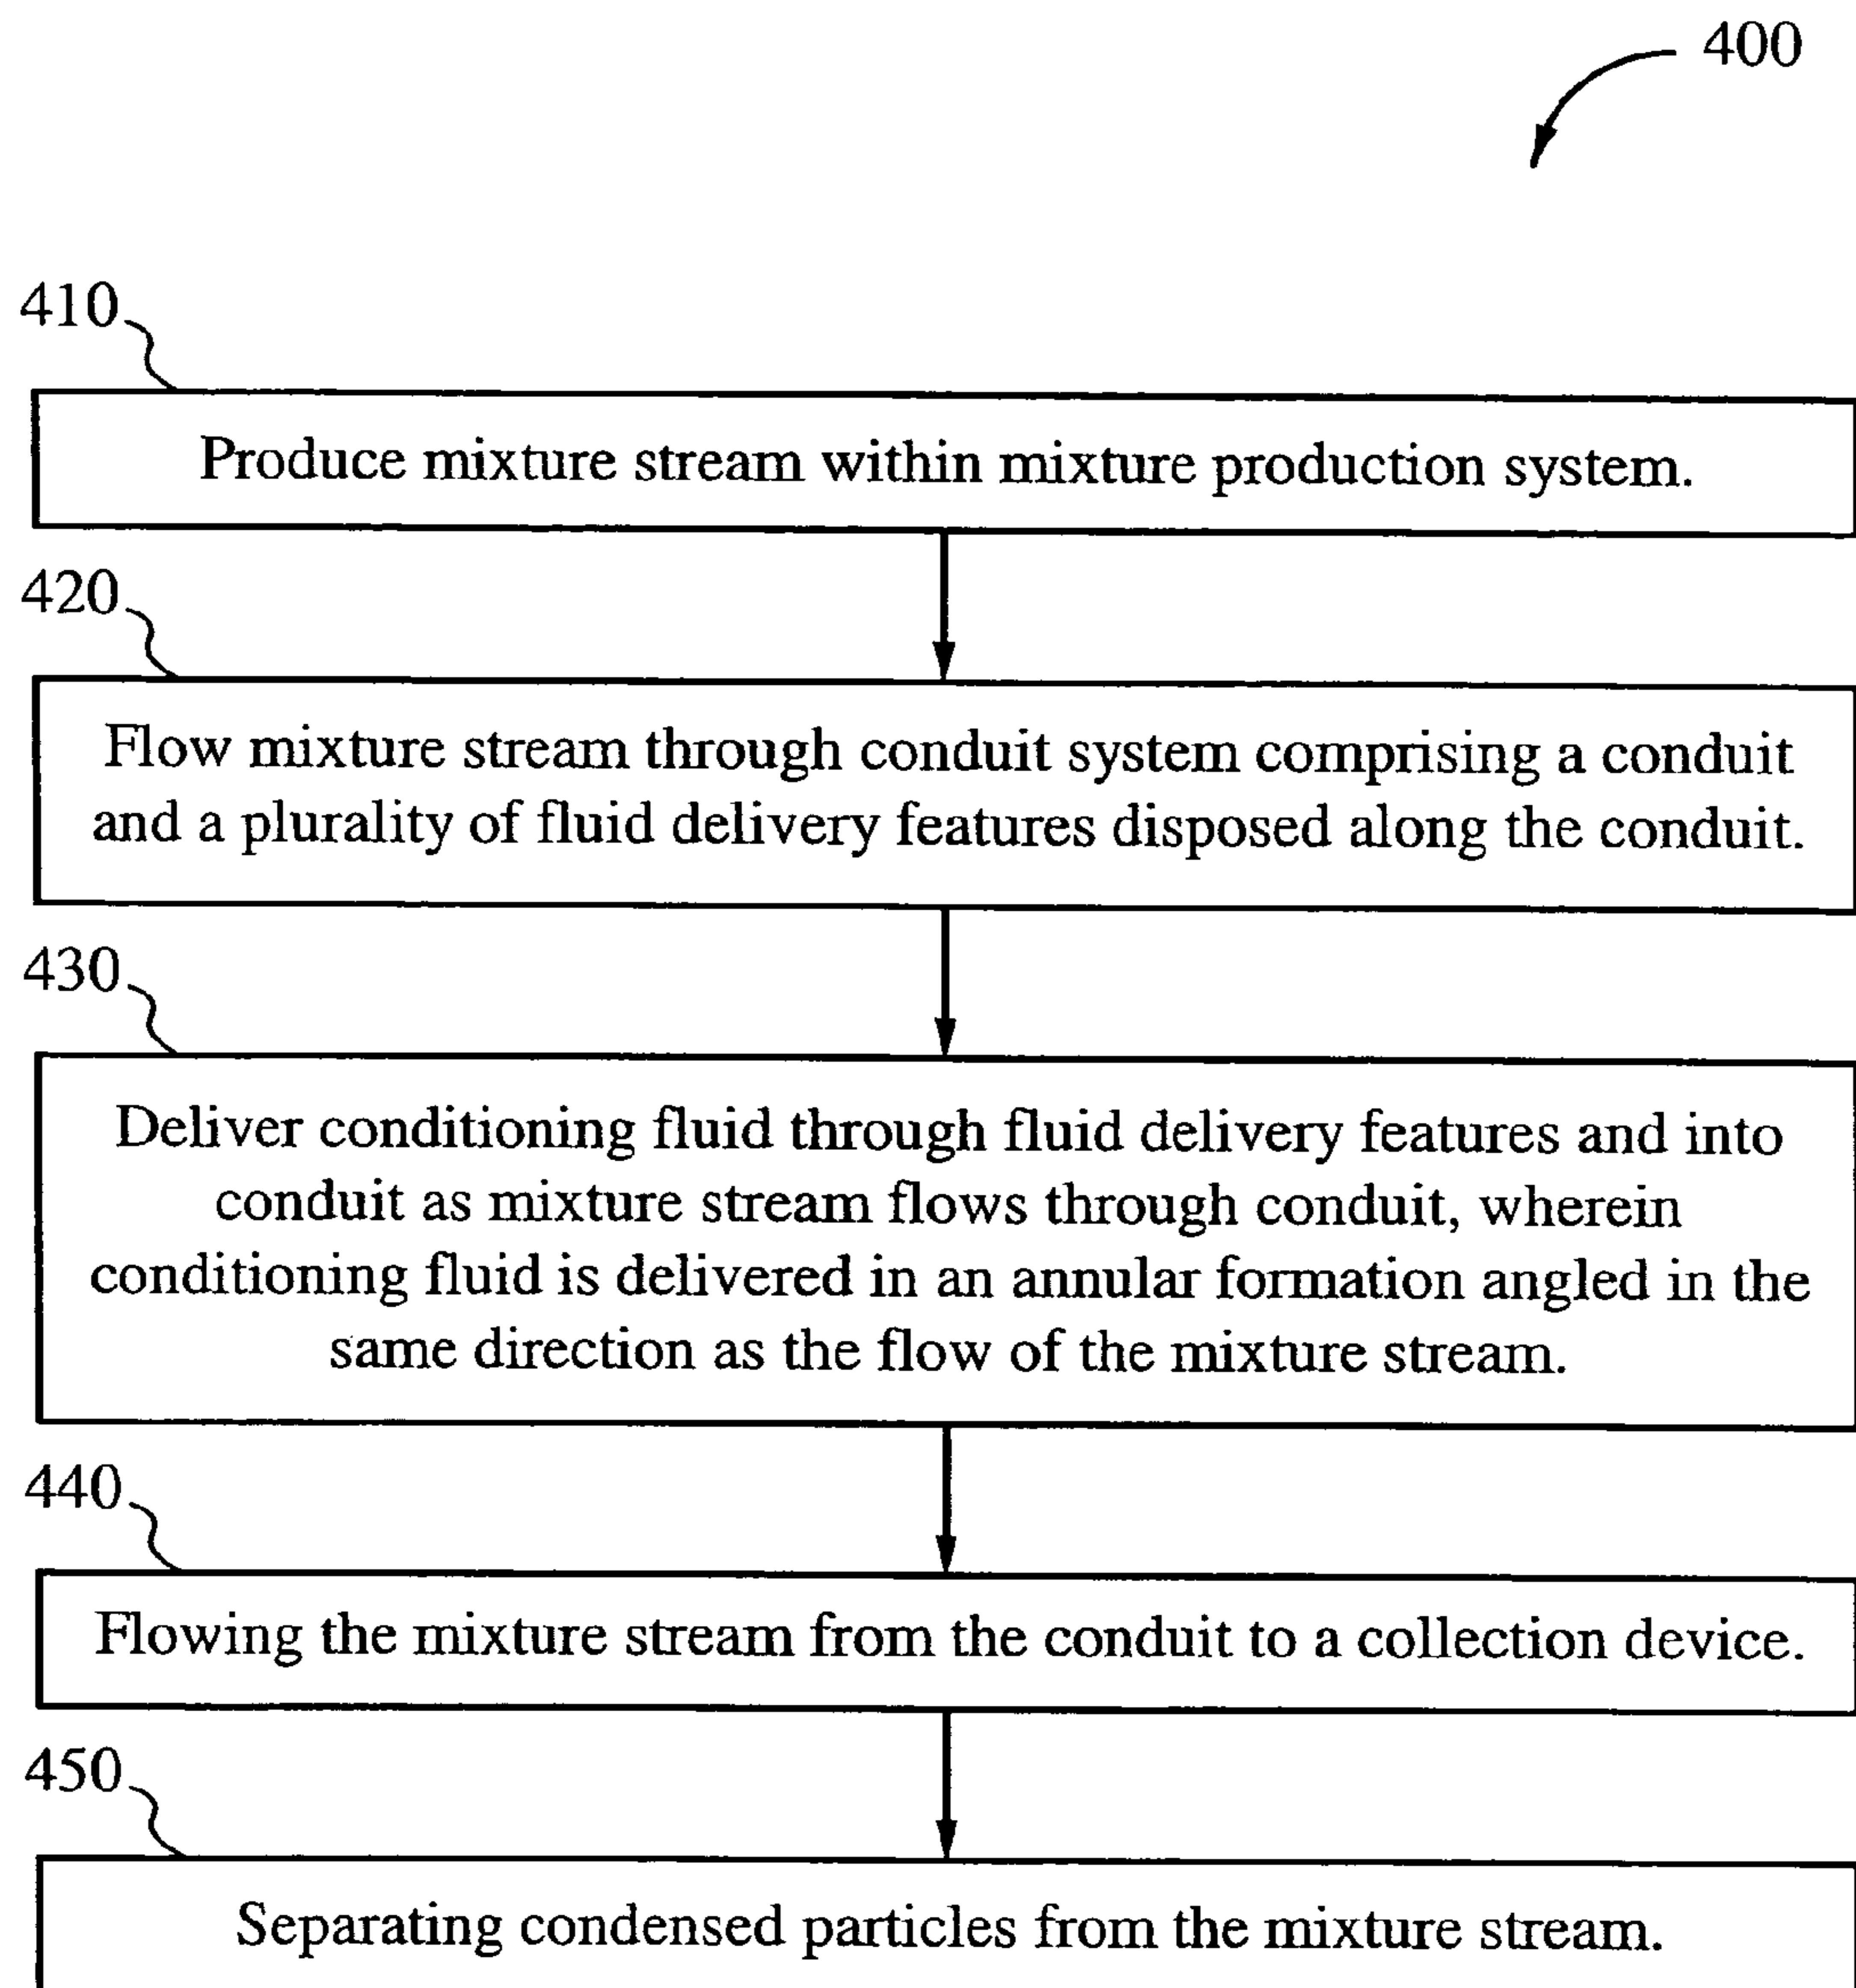 400
410
Produce mixture stream within mixture production system.
420
Flow mixture stream through conduit system comprising a conduit
and a plurality of fluid delivery features disposed along the conduit.
430
Deliver conditioning fluid through fluid delivery features and into
conduit as mixture stream flows through conduit, wherein
conditioning fluid is delivered in an annular formation angled in the
same direction as the flow of the mixture stream.
440
Flowing the mixture stream from the conduit to a collection device.
450
Separating condensed particles from the mixture stream.